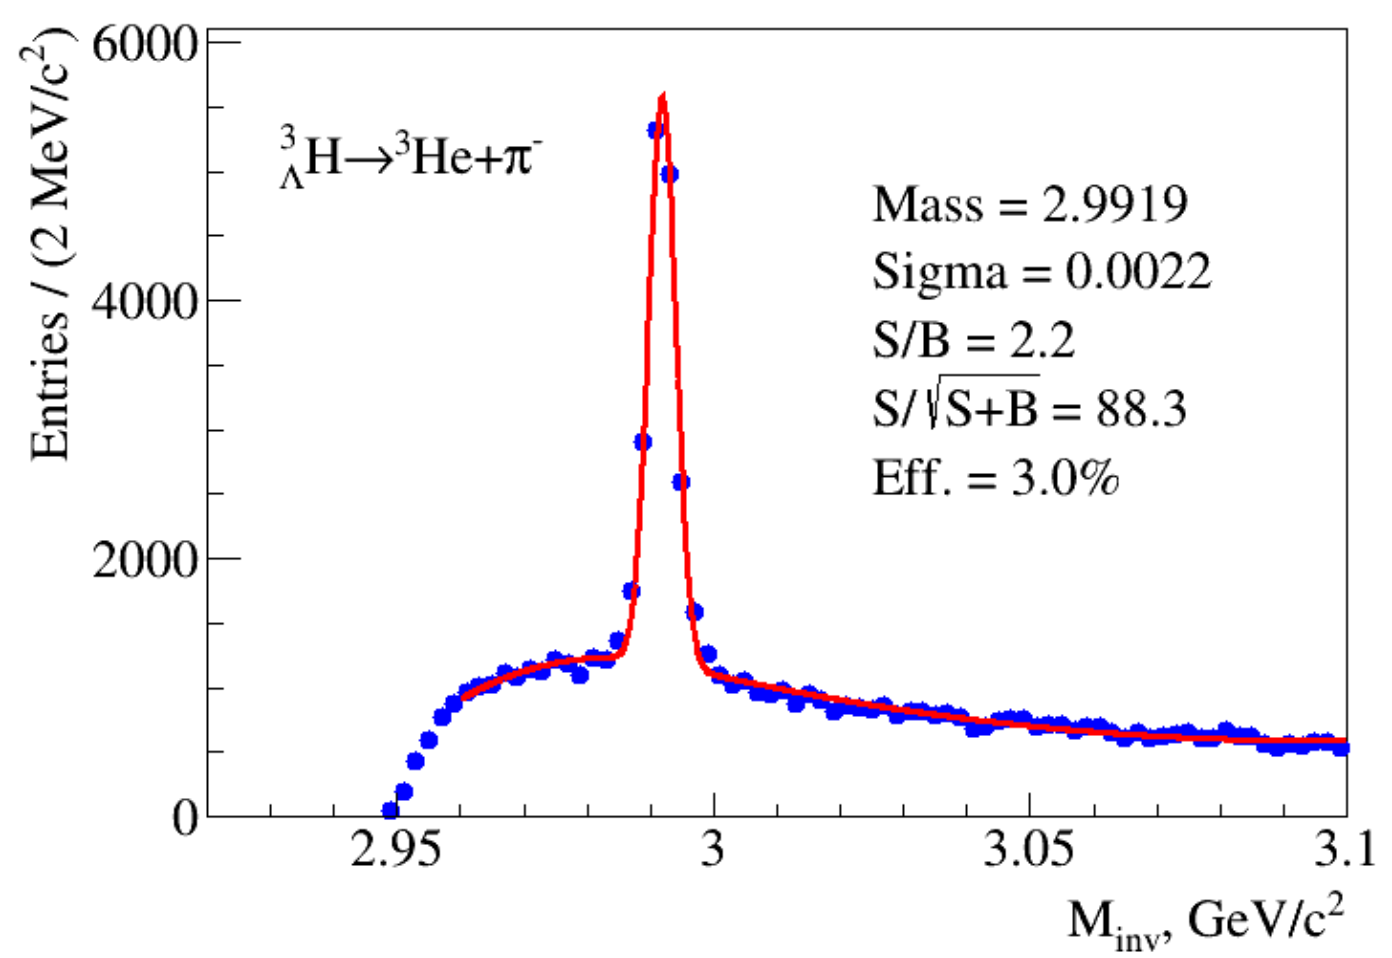 Entries / (2 MeV/c²)
6000
4000
2000
0
³ΛH→³He+π⁻
Mass = 2.9919
Sigma = 0.0022
S/B = 2.2
S/√S+B = 88.3
Eff. = 3.0%
2.95 3 3.05 3.1
M_inv, GeV/c²